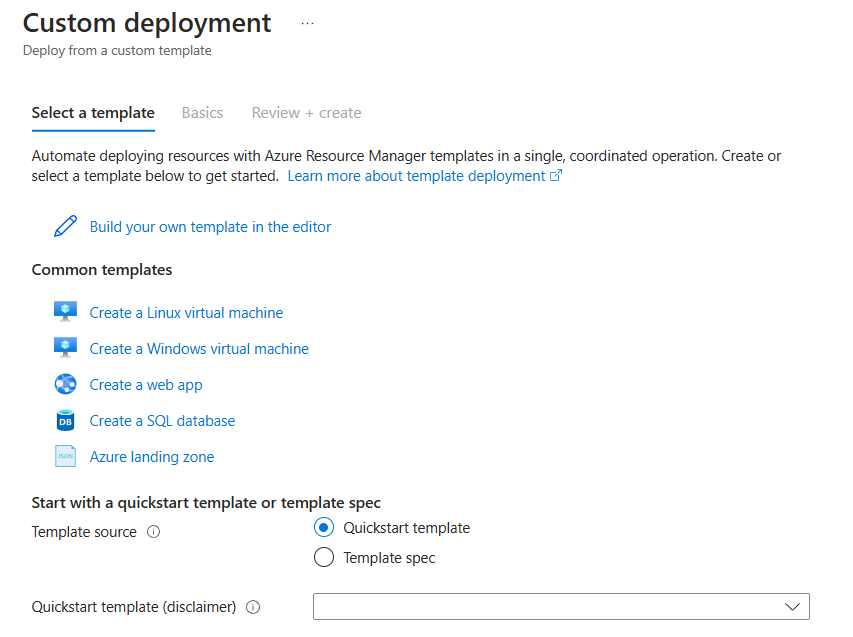 Custom deployment ...
Deploy from a custom template
Select a template Basics Review + create
Automate deploying resources with Azure Resource Manager templates in a single, coordinated operation. Create or
select a template below to get started. Learn more about template deployment
Build your own template in the editor
Common templates
Create a Linux virtual machine
Create a Windows virtual machine
Create a web app
DB Create a SQL database
JSON Azure landing zone
Start with a quickstart template or template spec
Template source Quickstart template
Template spec
Quickstart template (disclaimer)